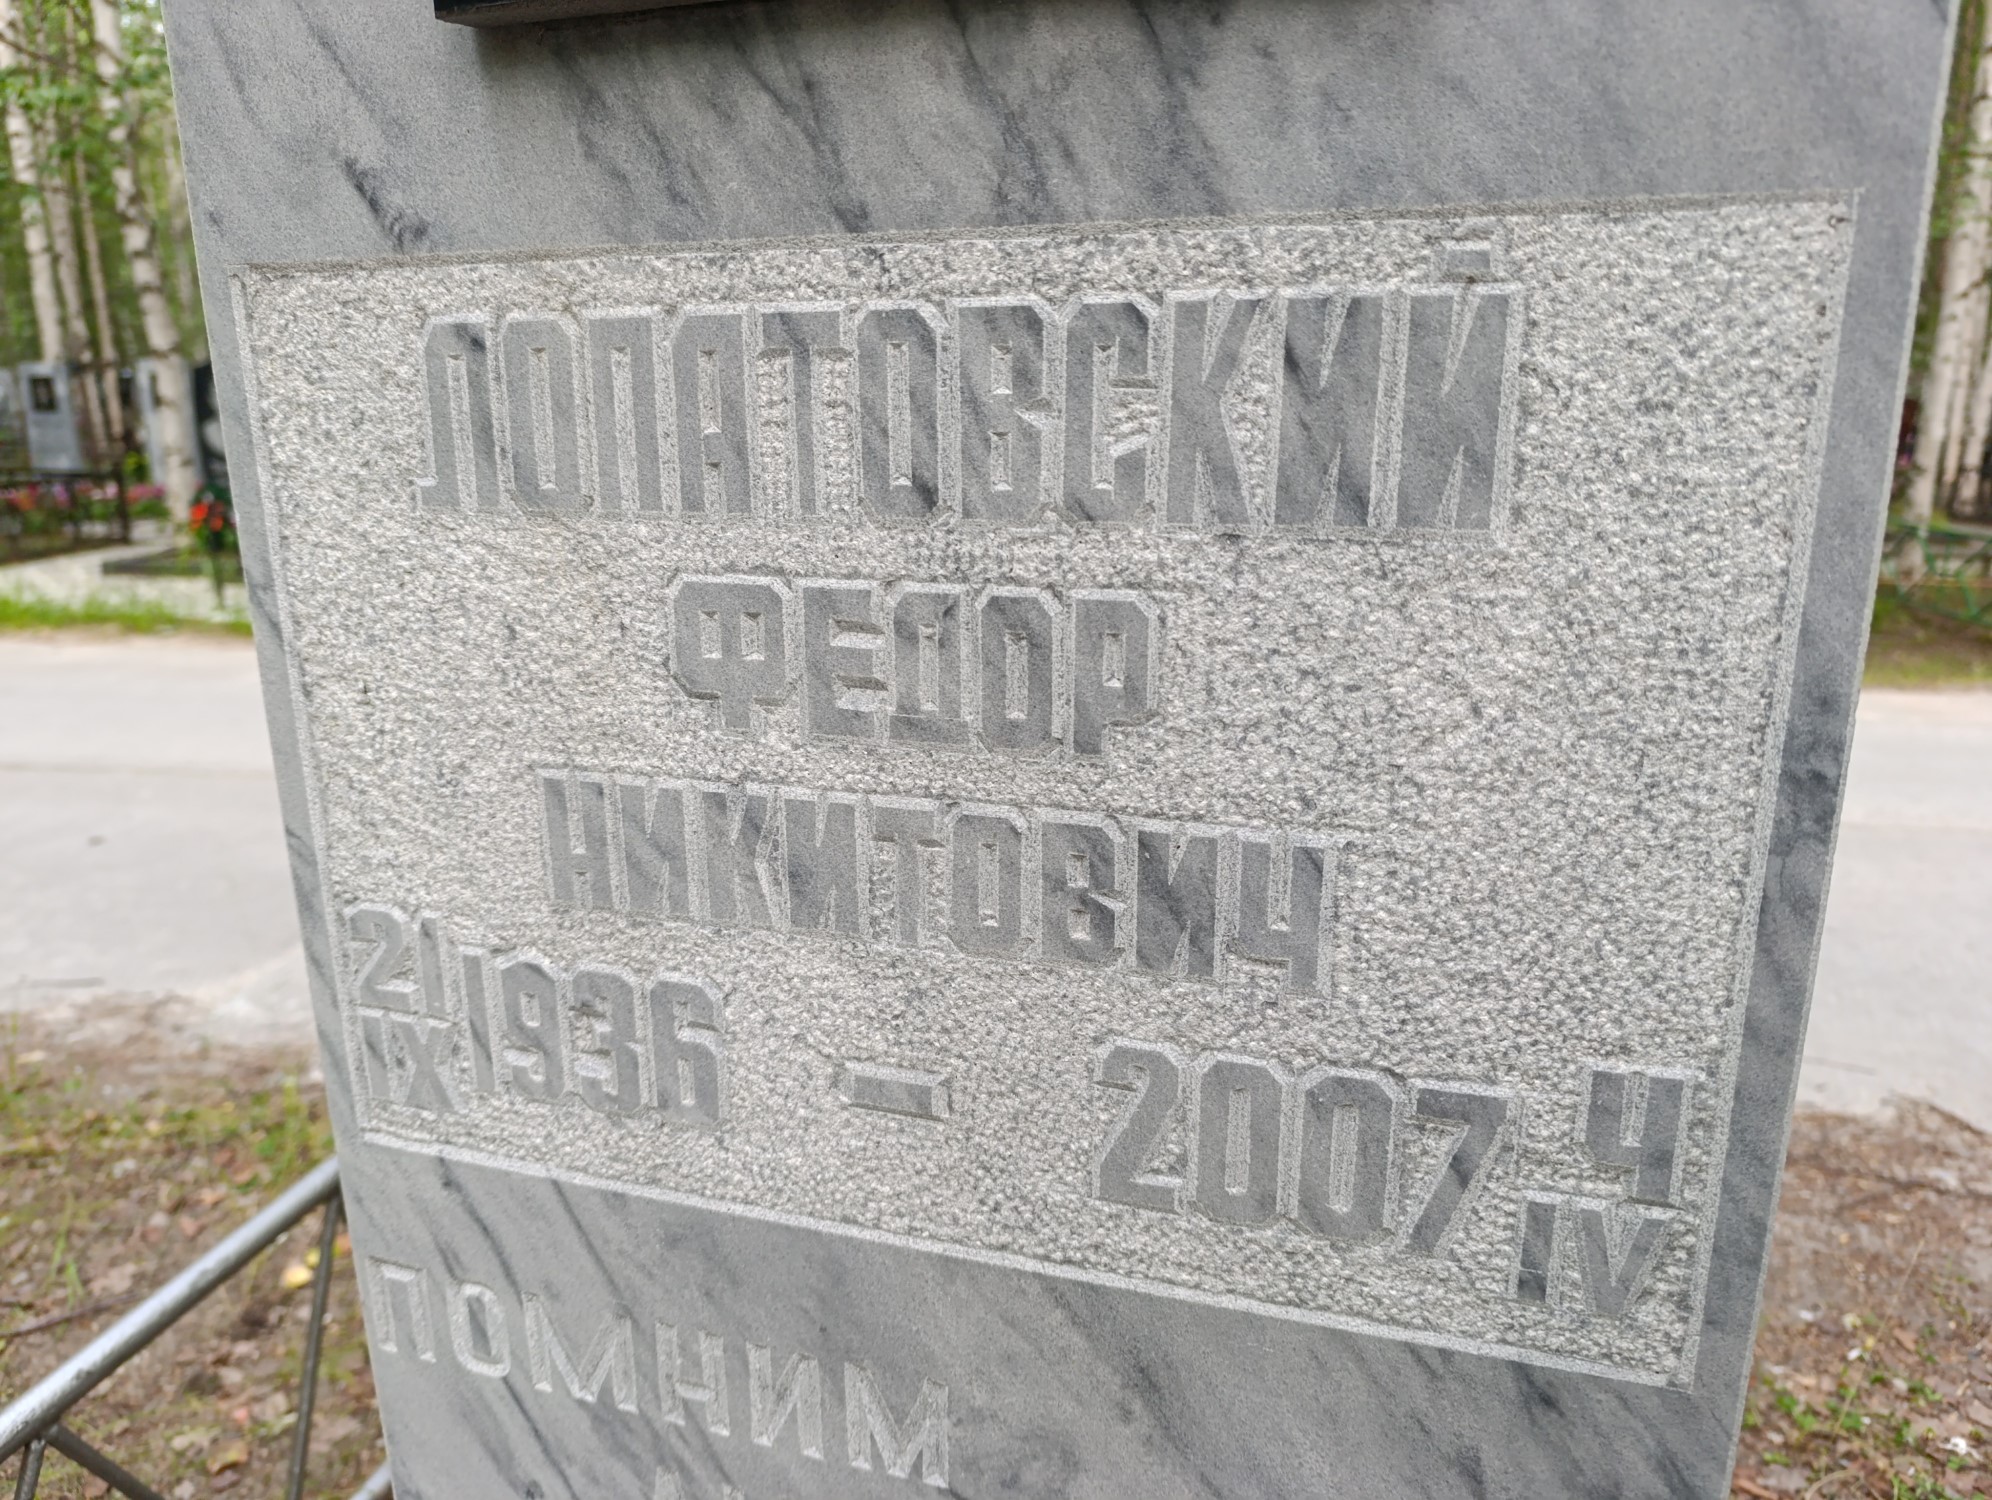 ЛОПАТОВСКИЙ
ФЕДОР
НИКИТОВИЧ
21 IX 1936 – 2007 4 IV
ПОМНИМ